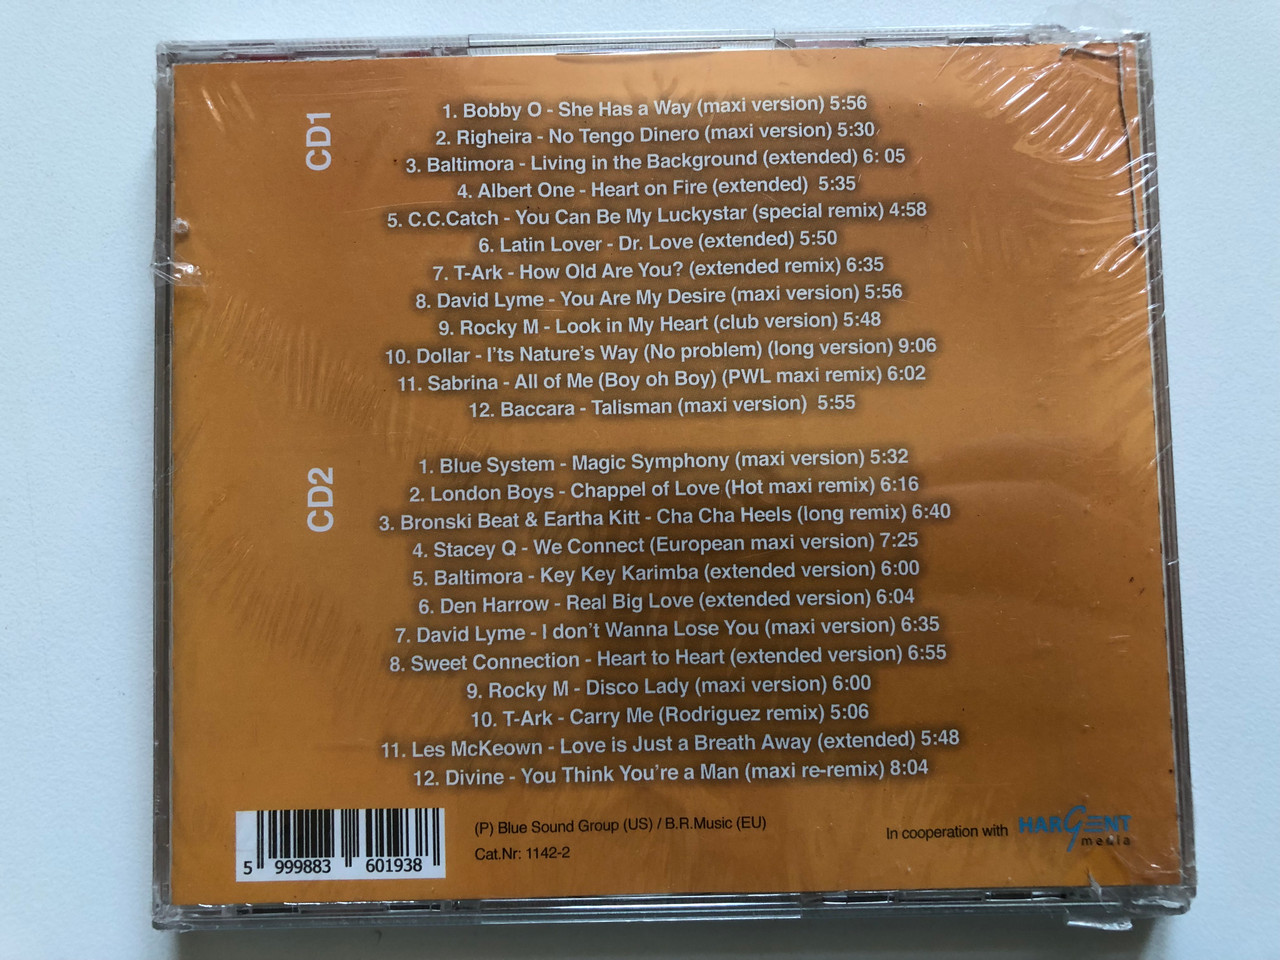 CD1
1. Bobby O - She Has a Way (maxi version) 5:56
2. Righeira - No Tengo Dinero (maxi version) 5:30
3. Baltimora - Living in the Background (extended) 6: 05
4. Albert One - Heart on Fire (extended) 5:35
5. C.C.Catch - You Can Be My Luckystar (special remix) 4:58
6. Latin Lover - Dr. Love (extended) 5:50
7. T-Ark - How Old Are You? (extended remix) 6:35
8. David Lyme - You Are My Desire (maxi version) 5:56
9. Rocky M - Look in My Heart (club version) 5:48
10. Dollar - I'ts Nature's Way (No problem) (long version) 9:06
11. Sabrina - All of Me (Boy oh Boy) (PWL maxi remix) 6:02
12. Baccara - Talisman (maxi version) 5:55
CD2
1. Blue System - Magic Symphony (maxi version) 5:32
2. London Boys - Chappel of Love (Hot maxi remix) 6:16
3. Bronski Beat & Eartha Kitt - Cha Cha Heels (long remix) 6:40
4. Stacey Q - We Connect (European maxi version) 7:25
5. Baltimora - Key Key Karimba (extended version) 6:00
6. Den Harrow - Real Big Love (extended version) 6:04
7. David Lyme - I don't Wanna Lose You (maxi version) 6:35
8. Sweet Connection - Heart to Heart (extended version) 6:55
9. Rocky M - Disco Lady (maxi version) 6:00
10. T-Ark - Carry Me (Rodriguez remix) 5:06
11. Les McKeown - Love is Just a Breath Away (extended) 5:48
12. Divine - You Think You're a Man (maxi re-remix) 8:04
5 999883 601938
(P) Blue Sound Group (US) / B.R.Music (EU)
Cat.Nr: 1142-2
In cooperation with HARGENT
media